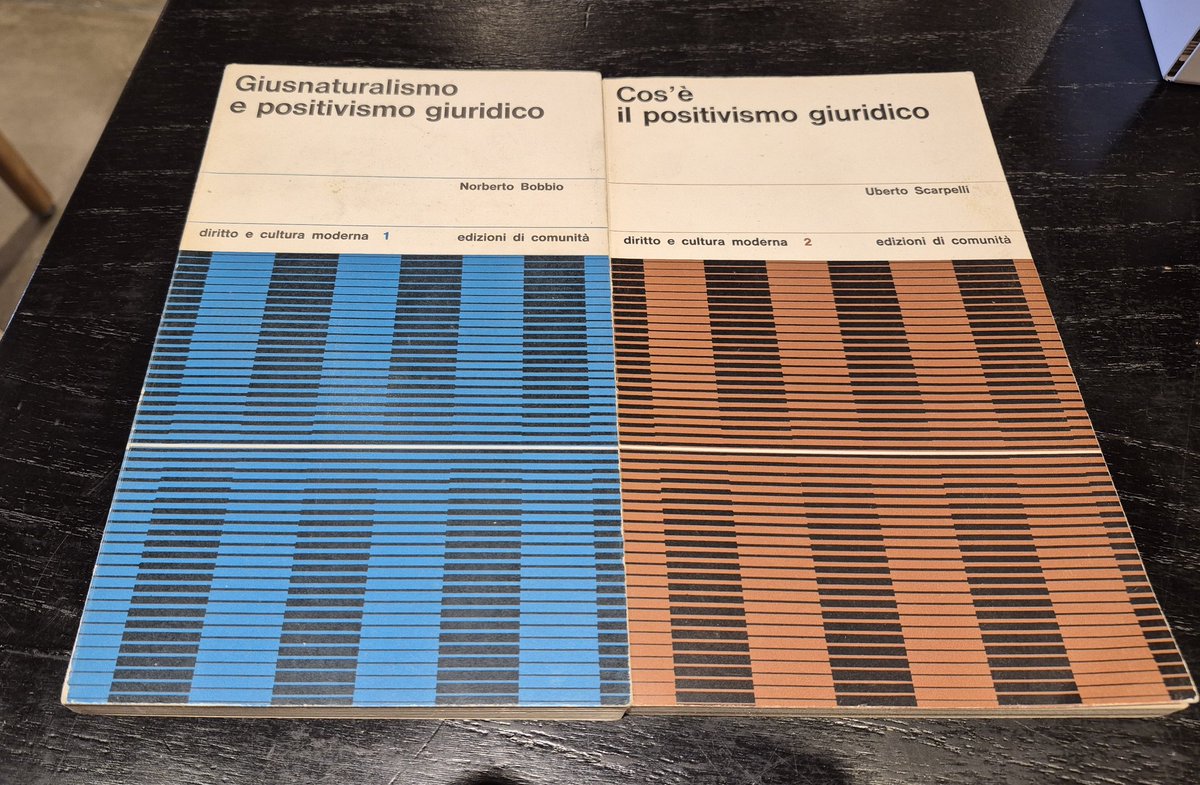 Giusnaturalismo
e positivismo giuridico
Norberto Bobbio
diritto e cultura moderna 1
edizioni di comunità
Cos'è
il positivismo giuridico
Uberto Scarpelli
diritto e cultura moderna 2
edizioni di comunità